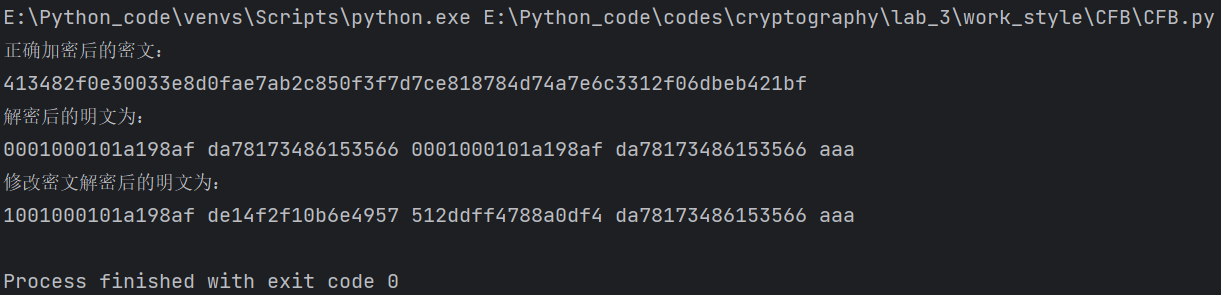 E:\Python_code\venvs\Scripts\python.exe E:\Python_code\codes\cryptography\lab_3\work_style\CFB\CFB.py
正确加密后的密文：
413482f0e30033e8d0fae7ab2c850f3f7d7ce818784d74a7e6c3312f06dbeb421bf
解密后的明文为：
0001000101a198af da78173486153566 0001000101a198af da78173486153566 aaa
修改密文解密后的明文为：
1001000101a198af de14f2f10b6e4957 512ddff4788a0df4 da78173486153566 aaa
Process finished with exit code 0